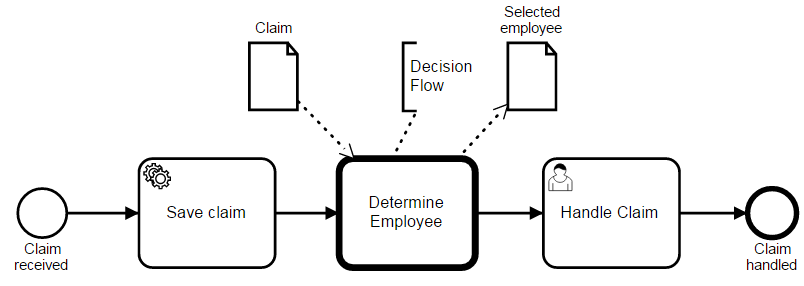 Claim
Decision
Flow
Selected
employee
Save claim
Determine
Employee
Handle Claim
Claim
received
Claim
handled